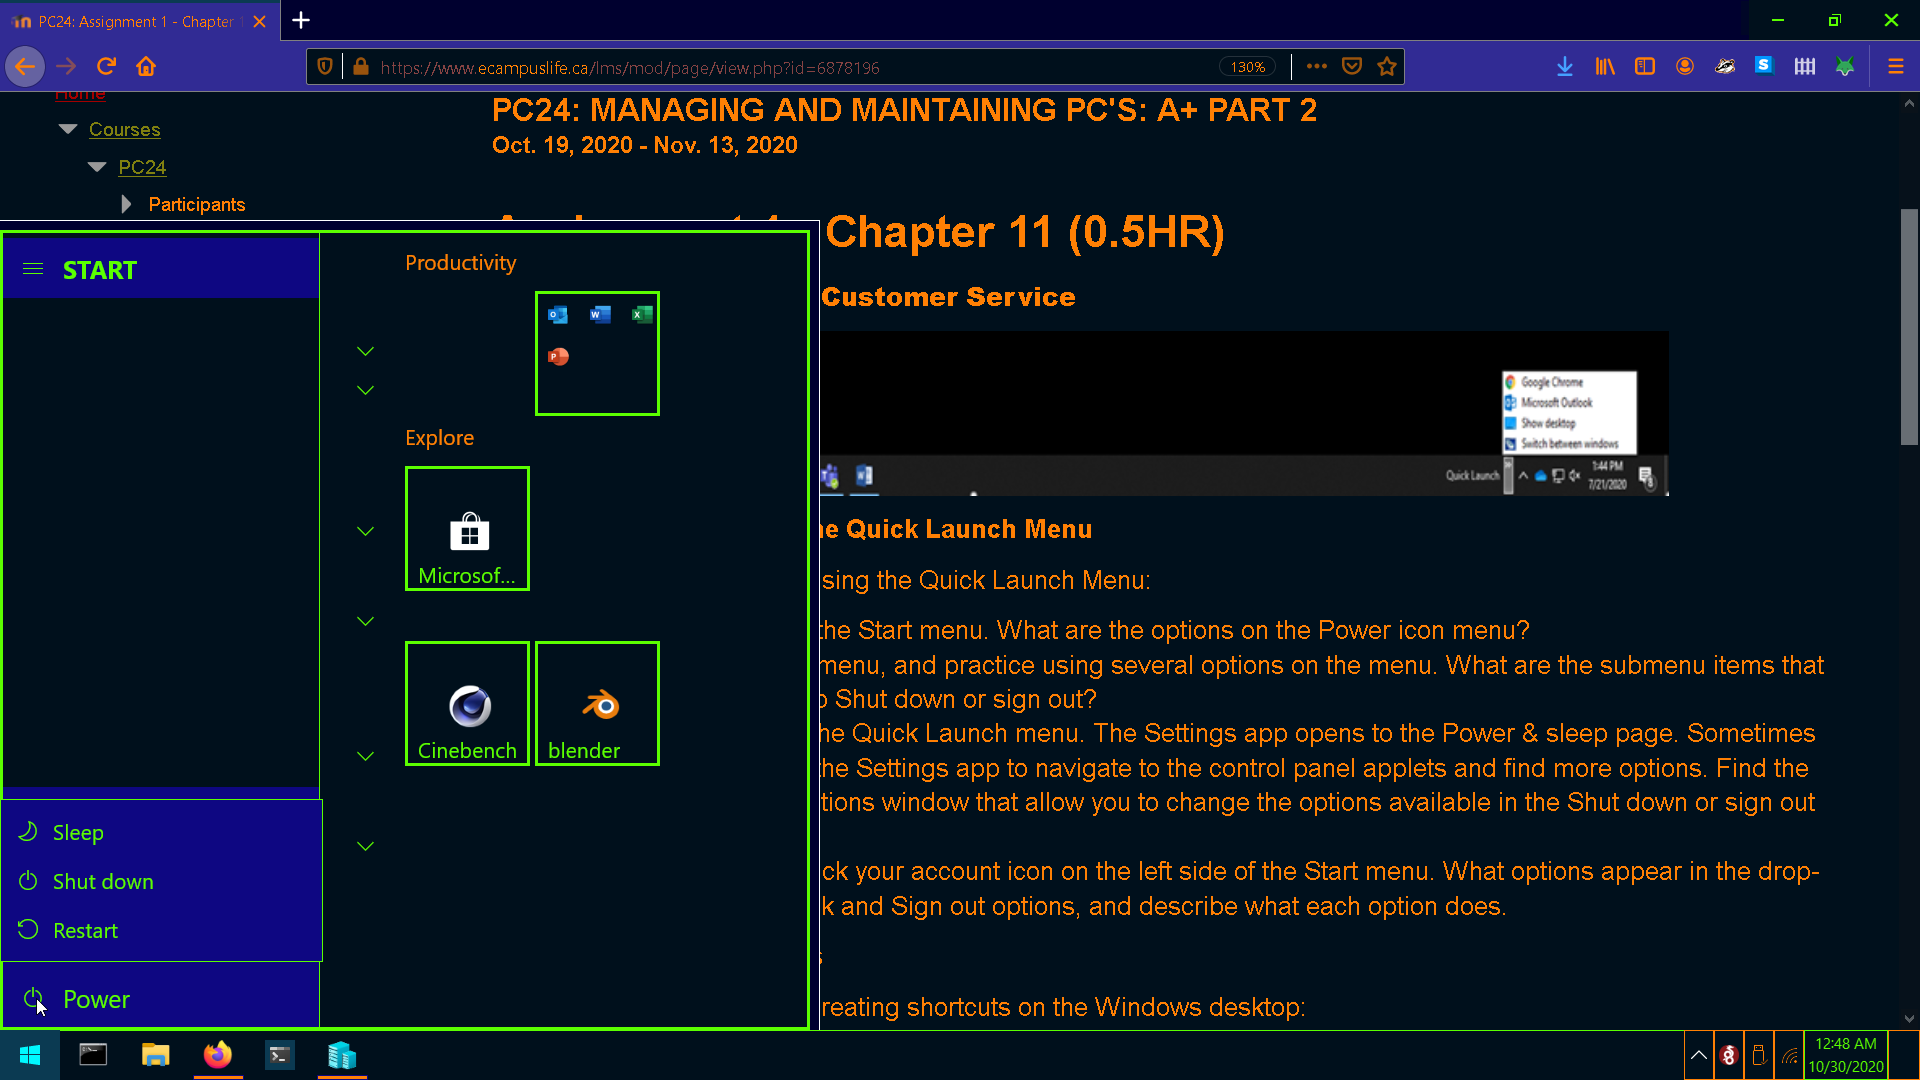 PC24: Assignment 1 - Chapter 1
https://www.ecampuslife.ca/lms/mod/page/view.php?id=6878196
130%
Home
Courses
PC24
Participants
PC24: MANAGING AND MAINTAINING PC'S: A+ PART 2
Oct. 19, 2020 - Nov. 13, 2020
Chapter 11 (0.5HR)
Customer Service
START
Productivity
Explore
Microsof...
Cinebench
blender
Sleep
Shut down
Restart
Power
Google Chrome
Microsoft Outlook
Show desktop
Switch between windows
Quick Launch
1:44 PM
7/21/2020
he Quick Launch Menu
sing the Quick Launch Menu:
the Start menu. What are the options on the Power icon menu?
menu, and practice using several options on the menu. What are the submenu items that
Shut down or sign out?
he Quick Launch menu. The Settings app opens to the Power & sleep page. Sometimes
the Settings app to navigate to the control panel applets and find more options. Find the
tions window that allow you to change the options available in the Shut down or sign out
ck your account icon on the left side of the Start menu. What options appear in the drop-
k and Sign out options, and describe what each option does.
s
reating shortcuts on the Windows desktop:
12:48 AM
10/30/2020